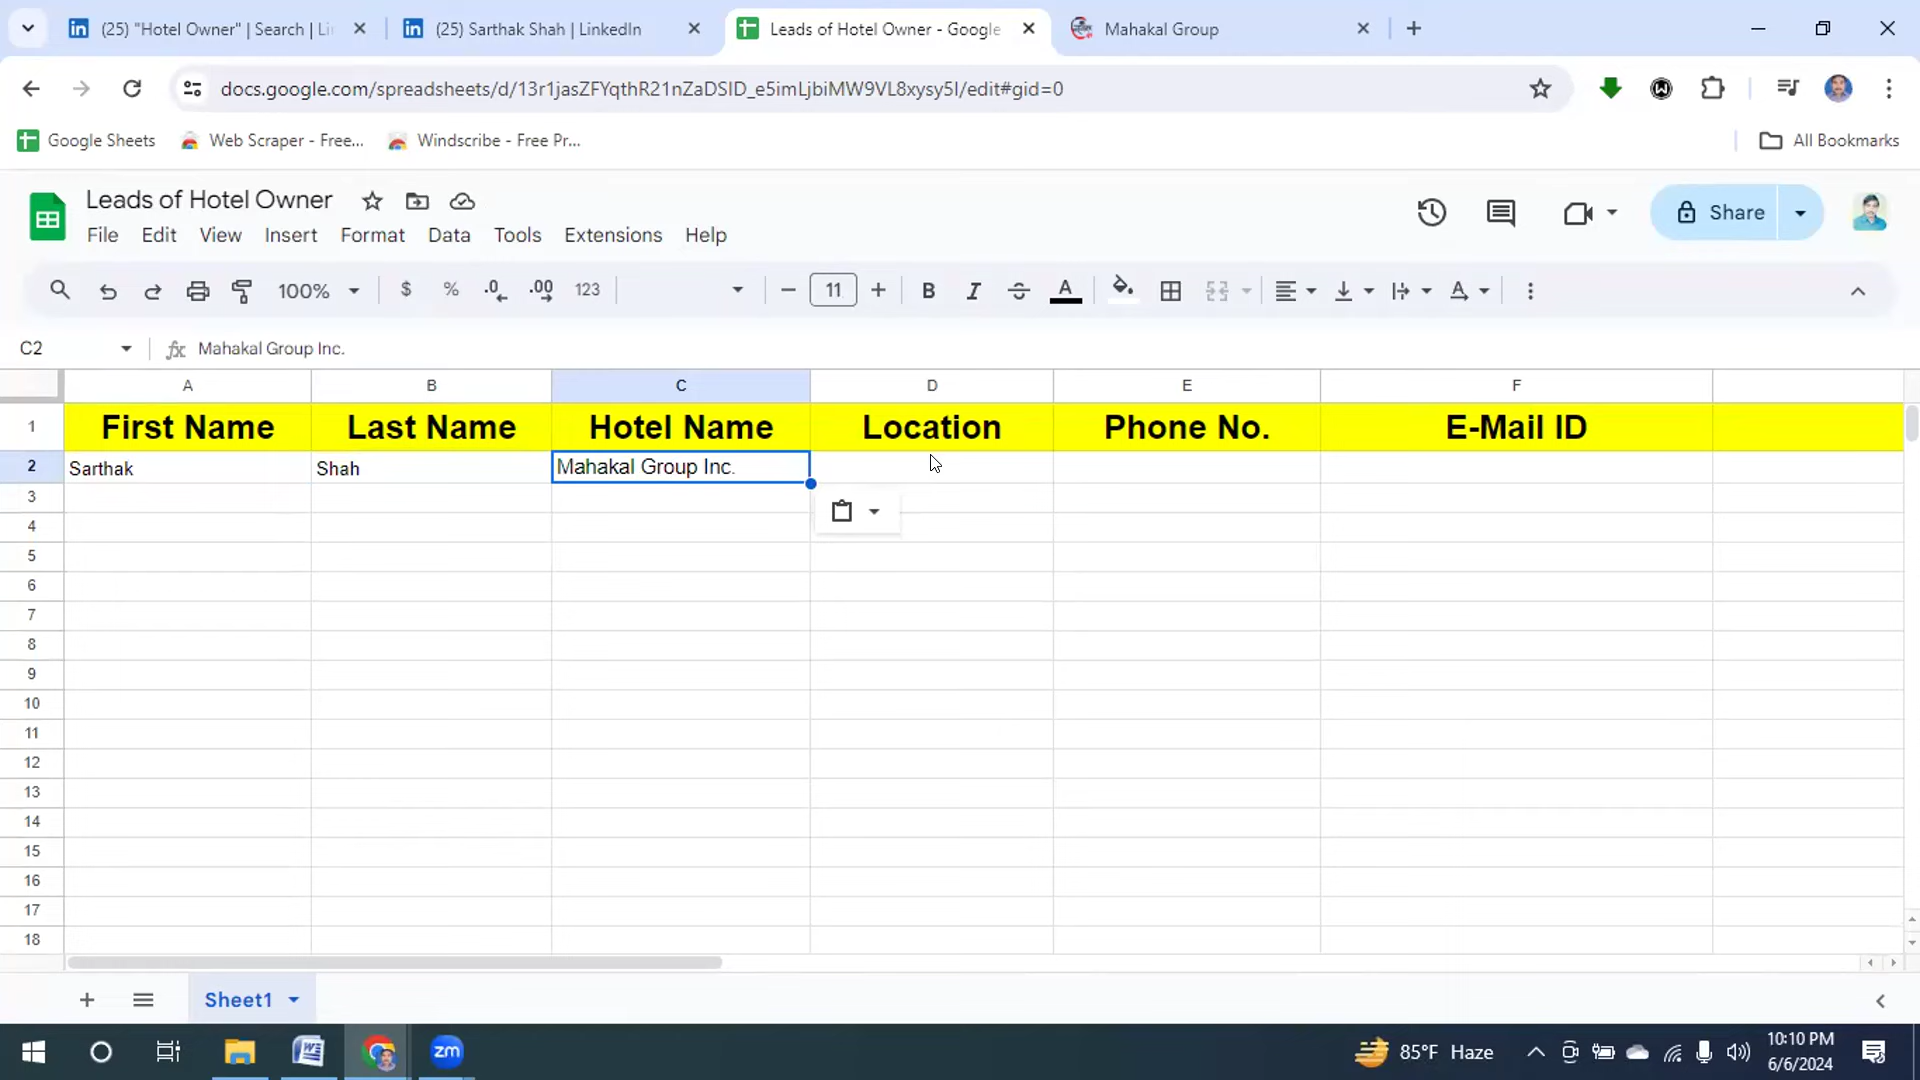 (25) "Hotel Owner" | Search | Li
(25) Sarthak Shah | LinkedIn
Leads of Hotel Owner - Google
Mahakal Group
docs.google.com/spreadsheets/d/13r1jasZFYqthR21nZaDSID_e5imLjbiMW9VL8xysy5I/edit#gid=0
Google Sheets
Web Scraper - Free...
Windscribe - Free Pr...
All Bookmarks
Leads of Hotel Owner
File Edit View Insert Format Data Tools Extensions Help
Share
100% $ % .0 .00 123 11 B I A
C2 fx Mahakal Group Inc.
A B C D E F
1 First Name Last Name Hotel Name Location Phone No. E-Mail ID
2 Sarthak Shah Mahakal Group Inc.
3
4
5
6
7
8
9
10
11
12
13
14
15
16
17
18
Sheet1
zm
85°F Haze
10:10 PM
6/6/2024